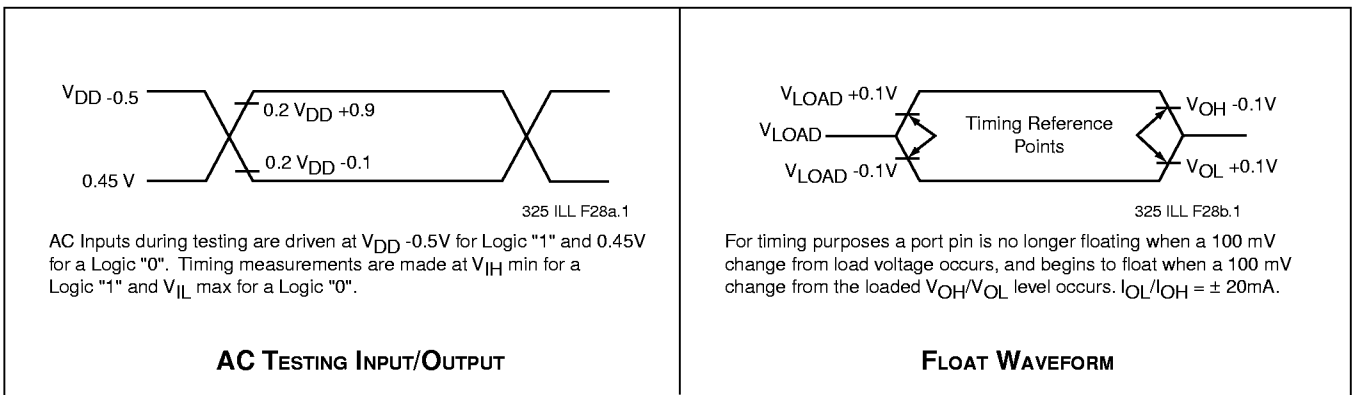 VDD -0.5
0.2 VDD +0.9
0.2 VDD -0.1
0.45 V
325 ILL F28a.1
AC Inputs during testing are driven at VDD -0.5V for Logic "1" and 0.45V
for a Logic "0". Timing measurements are made at VIH min for a
Logic "1" and VIL max for a Logic "0".
AC TESTING INPUT/OUTPUT
VLOAD +0.1V
VLOAD
VLOAD -0.1V
Timing Reference
Points
VOH -0.1V
VOL +0.1V
325 ILL F28b.1
For timing purposes a port pin is no longer floating when a 100 mV
change from load voltage occurs, and begins to float when a 100 mV
change from the loaded VOH/VOL level occurs. IOL/IOH = ± 20mA.
FLOAT WAVEFORM